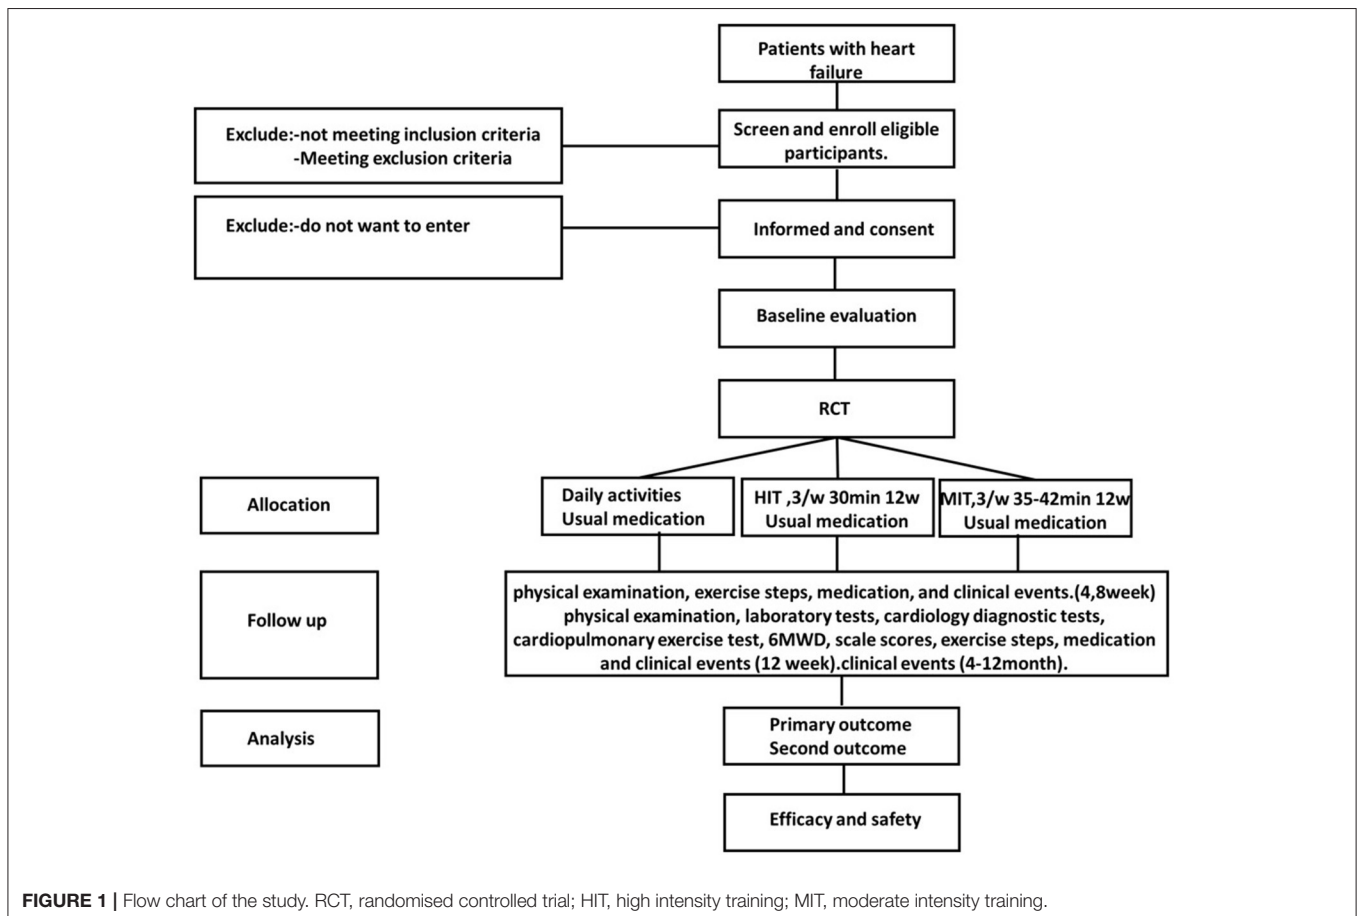 Patients with heart
failure
Exclude:-not meeting inclusion criteria
-Meeting exclusion criteria
Screen and enroll eligible
participants.
Exclude:-do not want to enter
Informed and consent
Baseline evaluation
RCT
Allocation
Daily activities
Usual medication
HIT ,3/w 30min 12w
Usual medication
MIT,3/w 35-42min 12w
Usual medication
Follow up
physical examination, exercise steps, medication, and clinical events.(4,8week)
physical examination, laboratory tests, cardiology diagnostic tests,
cardiopulmonary exercise test, 6MWD, scale scores, exercise steps, medication
and clinical events (12 week).clinical events (4-12month).
Analysis
Primary outcome
Second outcome
Efficacy and safety
FIGURE 1 | Flow chart of the study. RCT, randomised controlled trial; HIT, high intensity training; MIT, moderate intensity training.